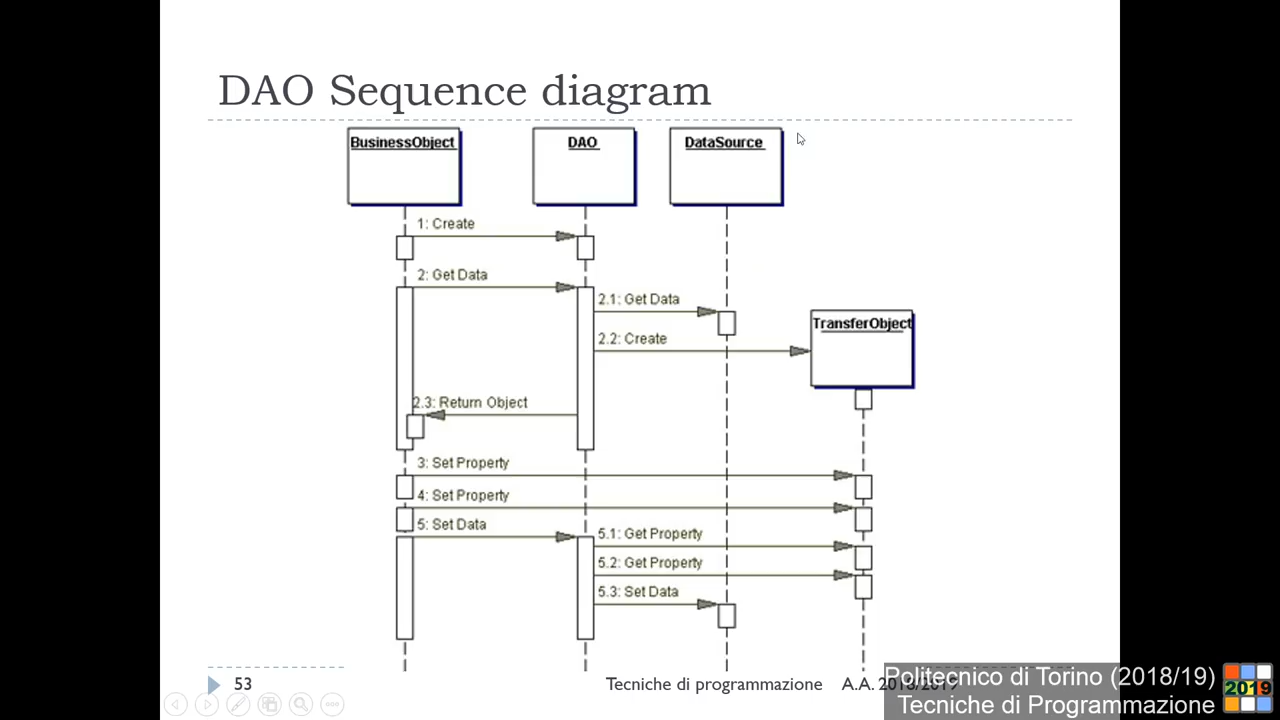 DAO Sequence diagram
BusinessObject
DAO
DataSource
1: Create
2: Get Data
2.1: Get Data
TransferObject
2.2: Create
2.3: Return Object
3: Set Property
4: Set Property
5: Set Data
5.1: Get Property
5.2: Get Property
5.3: Set Data
53
Tecniche di programmazione A.A. 2018/2019
Politecnico di Torino (2018/19)
Tecniche di Programmazione
2019